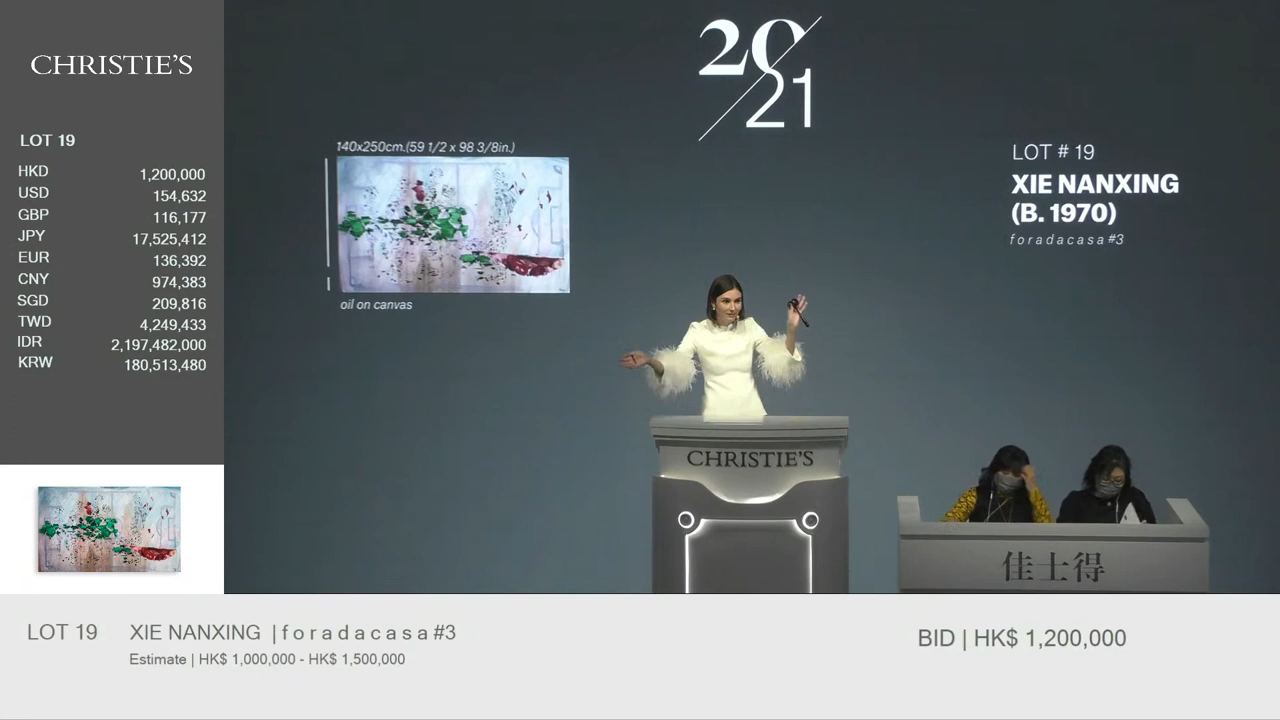 CHRISTIE'S
LOT 19
HKD 1,200,000
USD 154,632
GBP 116,177
JPY 17,525,412
EUR 136,392
CNY 974,383
SGD 209,816
TWD 4,249,433
IDR 2,197,482,000
KRW 180,513,480
20/21
140x250cm.(59 1/2 x 98 3/8in.)
oil on canvas
LOT # 19
XIE NANXING
(B. 1970)
foradacasa #3
CHRISTIE'S
佳士得
LOT 19 XIE NANXING | f o r a d a c a s a #3
Estimate | HK$ 1,000,000 - HK$ 1,500,000
BID | HK$ 1,200,000